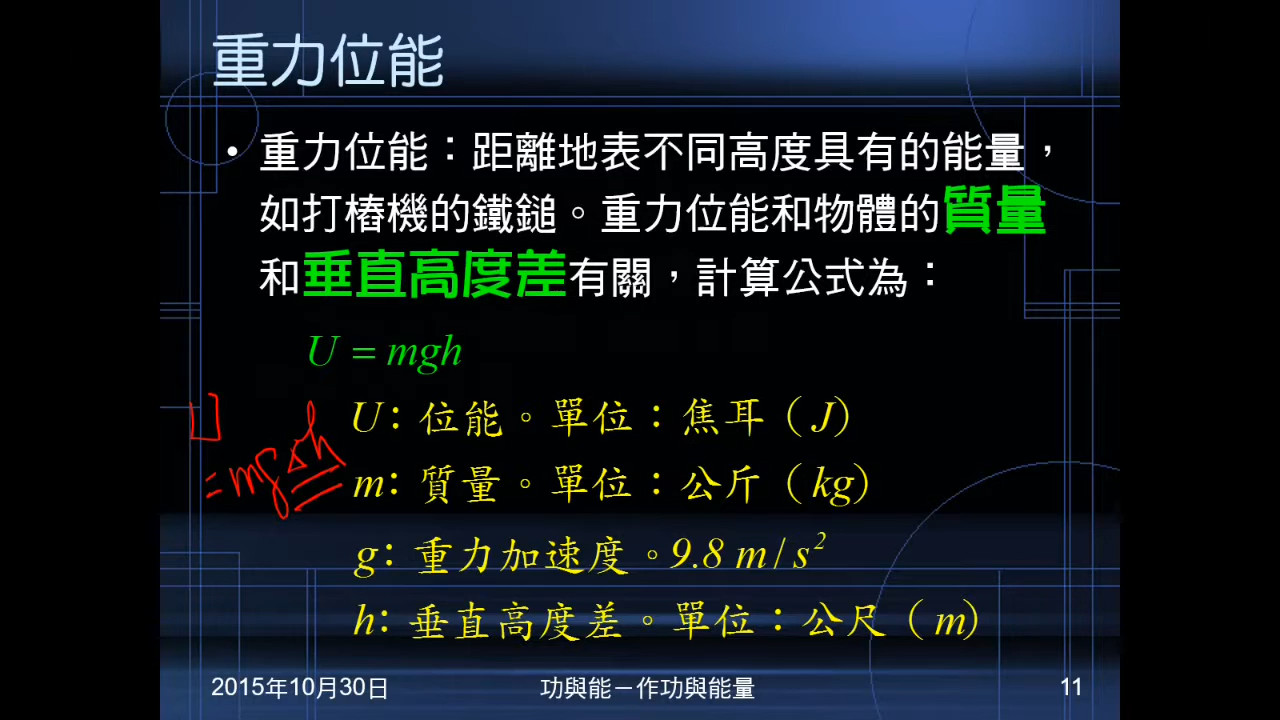 重力位能
• 重力位能：距離地表不同高度具有的能量，
如打樁機的鐵鎚。重力位能和物體的質量
和垂直高度差有關，計算公式為：
U = mgh
U: 位能。單位：焦耳（J）
m: 質量。單位：公斤（kg）
g: 重力加速度。9.8 m/s²
h: 垂直高度差。單位：公尺（m）
U
=mgΔh
2015年10月30日
功與能－作功與能量
11